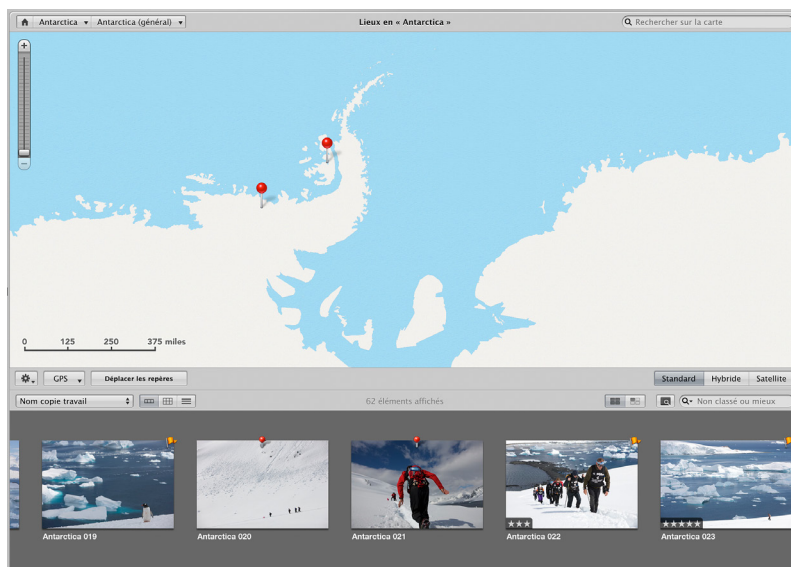 Antarctica Antarctica (général) Lieux en « Antarctica » Rechercher sur la carte
0 125 250 375 miles
GPS Déplacer les repères Standard Hybride Satellite
Nom copie travail 62 éléments affichés Non classé ou mieux
Antarctica 019 Antarctica 020 Antarctica 021 Antarctica 022 Antarctica 023